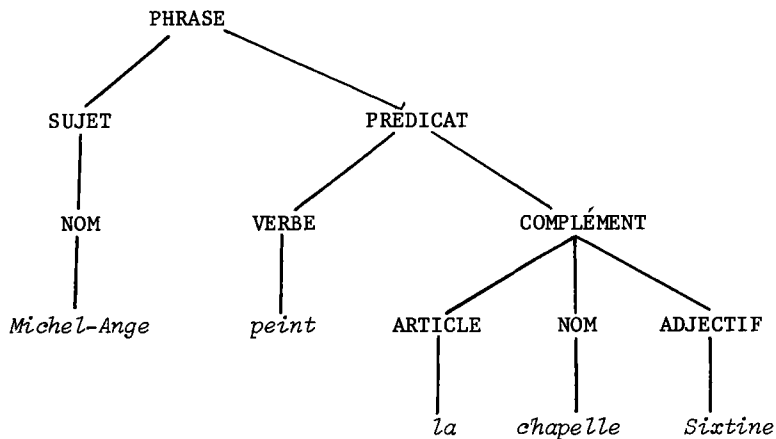 PHRASE
SUJET PRÉDICAT
NOM VERBE COMPLÉMENT
Michel-Ange peint ARTICLE NOM ADJECTIF
la chapelle Sixtine